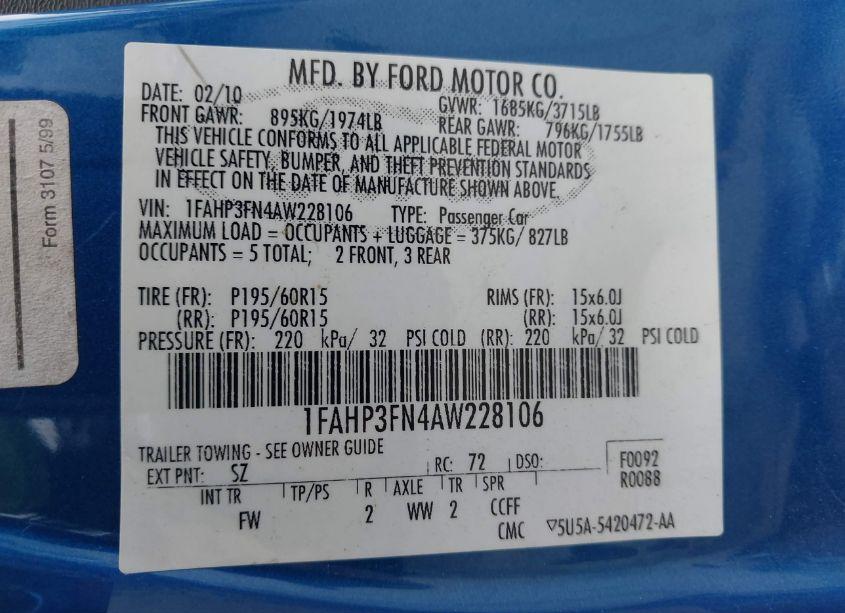 MFD. BY FORD MOTOR CO.
DATE: 02/10 GVWR: 1685KG/3715LB
FRONT GAWR: 895KG/1974LB REAR GAWR: 796KG/1755LB
THIS VEHICLE CONFORMS TO ALL APPLICABLE FEDERAL MOTOR
VEHICLE SAFETY, BUMPER, AND THEFT PREVENTION STANDARDS
IN EFFECT ON THE DATE OF MANUFACTURE SHOWN ABOVE.
VIN: 1FAHP3FN4AW228106 TYPE: Passenger Car
MAXIMUM LOAD = OCCUPANTS + LUGGAGE = 375KG/ 827LB
OCCUPANTS = 5 TOTAL; 2 FRONT, 3 REAR
TIRE (FR): P195/60R15 RIMS (FR): 15x6.0J
(RR): P195/60R15 (RR): 15x6.0J
PRESSURE (FR): 220 kPa/ 32 PSI COLD (RR): 220 kPa/ 32 PSI COLD
1FAHP3FN4AW228106
TRAILER TOWING - SEE OWNER GUIDE
EXT PNT: SZ RC: 72 DSO: F0092
R0088
INT TR TP/PS R AXLE TR SPR
FW 2 WW 2 CCFF
CMC ▽5U5A-5420472-AA
Form 3107 5/99